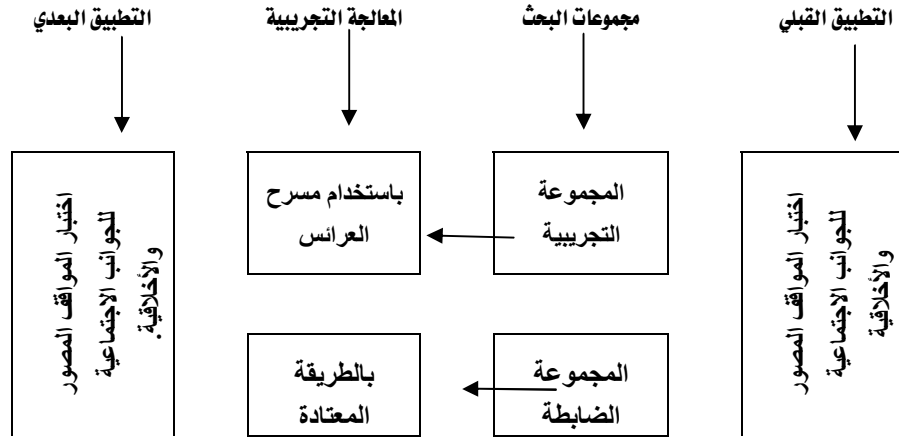 التطبيق القبلي
مجموعات البحث
المعالجة التجريبية
التطبيق البعدي
اختبار المواقف المصور
للجوانب الاجتماعية
والأخلاقية
المجموعة
التجريبية
باستخدام مسرح
العرائس
المجموعة
الضابطة
بالطريقة
المعتادة
اختبار المواقف المصور
للجوانب الاجتماعية
والأخلاقية.